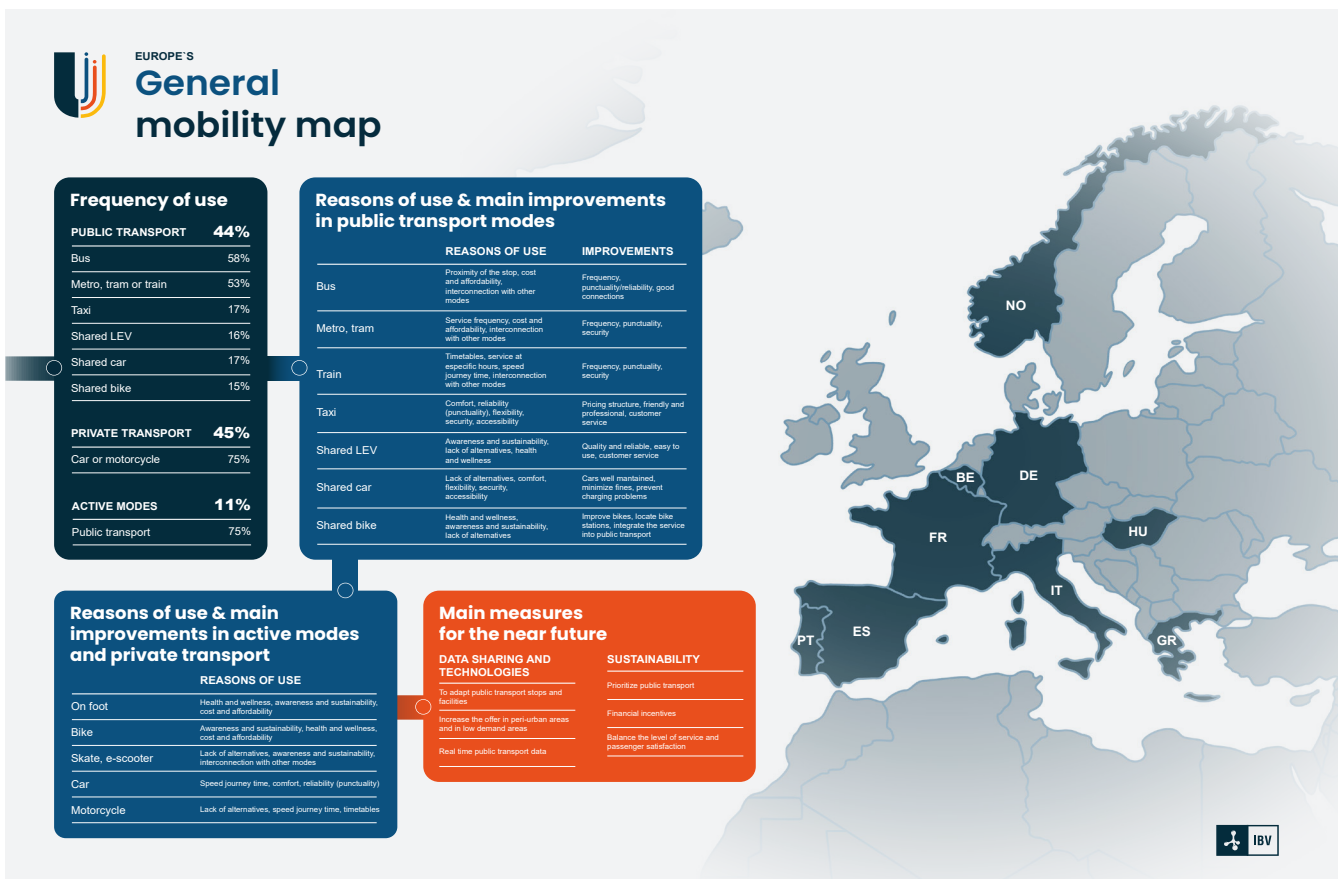 EUROPE`S
General
mobility map
Frequency of use
PUBLIC TRANSPORT 44%
Bus 58%
Metro, tram or train 53%
Taxi 17%
Shared LEV 16%
Shared car 17%
Shared bike 15%
PRIVATE TRANSPORT 45%
Car or motorcycle 75%
ACTIVE MODES 11%
Public transport 75%
Reasons of use & main improvements
in public transport modes
REASONS OF USE IMPROVEMENTS
Bus
Proximity of the stop, cost
and affordability,
interconnection with other
modes
Frequency,
punctuality/reliability, good
connections
Metro, tram
Service frequency, cost and
affordability, interconnection
with other modes
Frequency, punctuality,
security
Train
Timetables, service at
especific hours, speed
journey time, interconnection
with other modes
Frequency, punctuality,
security
Taxi
Comfort, reliability
(punctuality), flexibility,
security, accessibility
Pricing structure, friendly and
professional, customer
service
Shared LEV
Awareness and sustainability,
lack of alternatives, health
and wellness
Quality and reliable, easy to
use, customer service
Shared car
Lack of alternatives, comfort,
flexibility, security,
accessibility
Cars well mantained,
minimize fines, prevent
charging problems
Shared bike
Health and wellness,
awareness and sustainability,
lack of alternatives
Improve bikes, locate bike
stations, integrate the service
into public transport
Reasons of use & main
improvements in active modes
and private transport
REASONS OF USE
On foot
Health and wellness, awareness and sustainability,
cost and affordability
Bike
Awareness and sustainability, health and wellness,
cost and affordability
Skate, e-scooter
Lack of alternatives, awareness and sustainability,
interconnection with other modes
Car
Speed journey time, comfort, reliability (punctuality)
Motorcycle
Lack of alternatives, speed journey time, timetables
Main measures
for the near future
DATA SHARING AND
TECHNOLOGIES
To adapt public transport stops and
facilities
Increase the offer in peri-urban areas
and in low demand areas
Real time public transport data
SUSTAINABILITY
Prioritize public transport
Financial incentives
Balance the level of service and
passenger satisfaction
NO
BE
DE
FR
HU
IT
PT
ES
GR
IBV